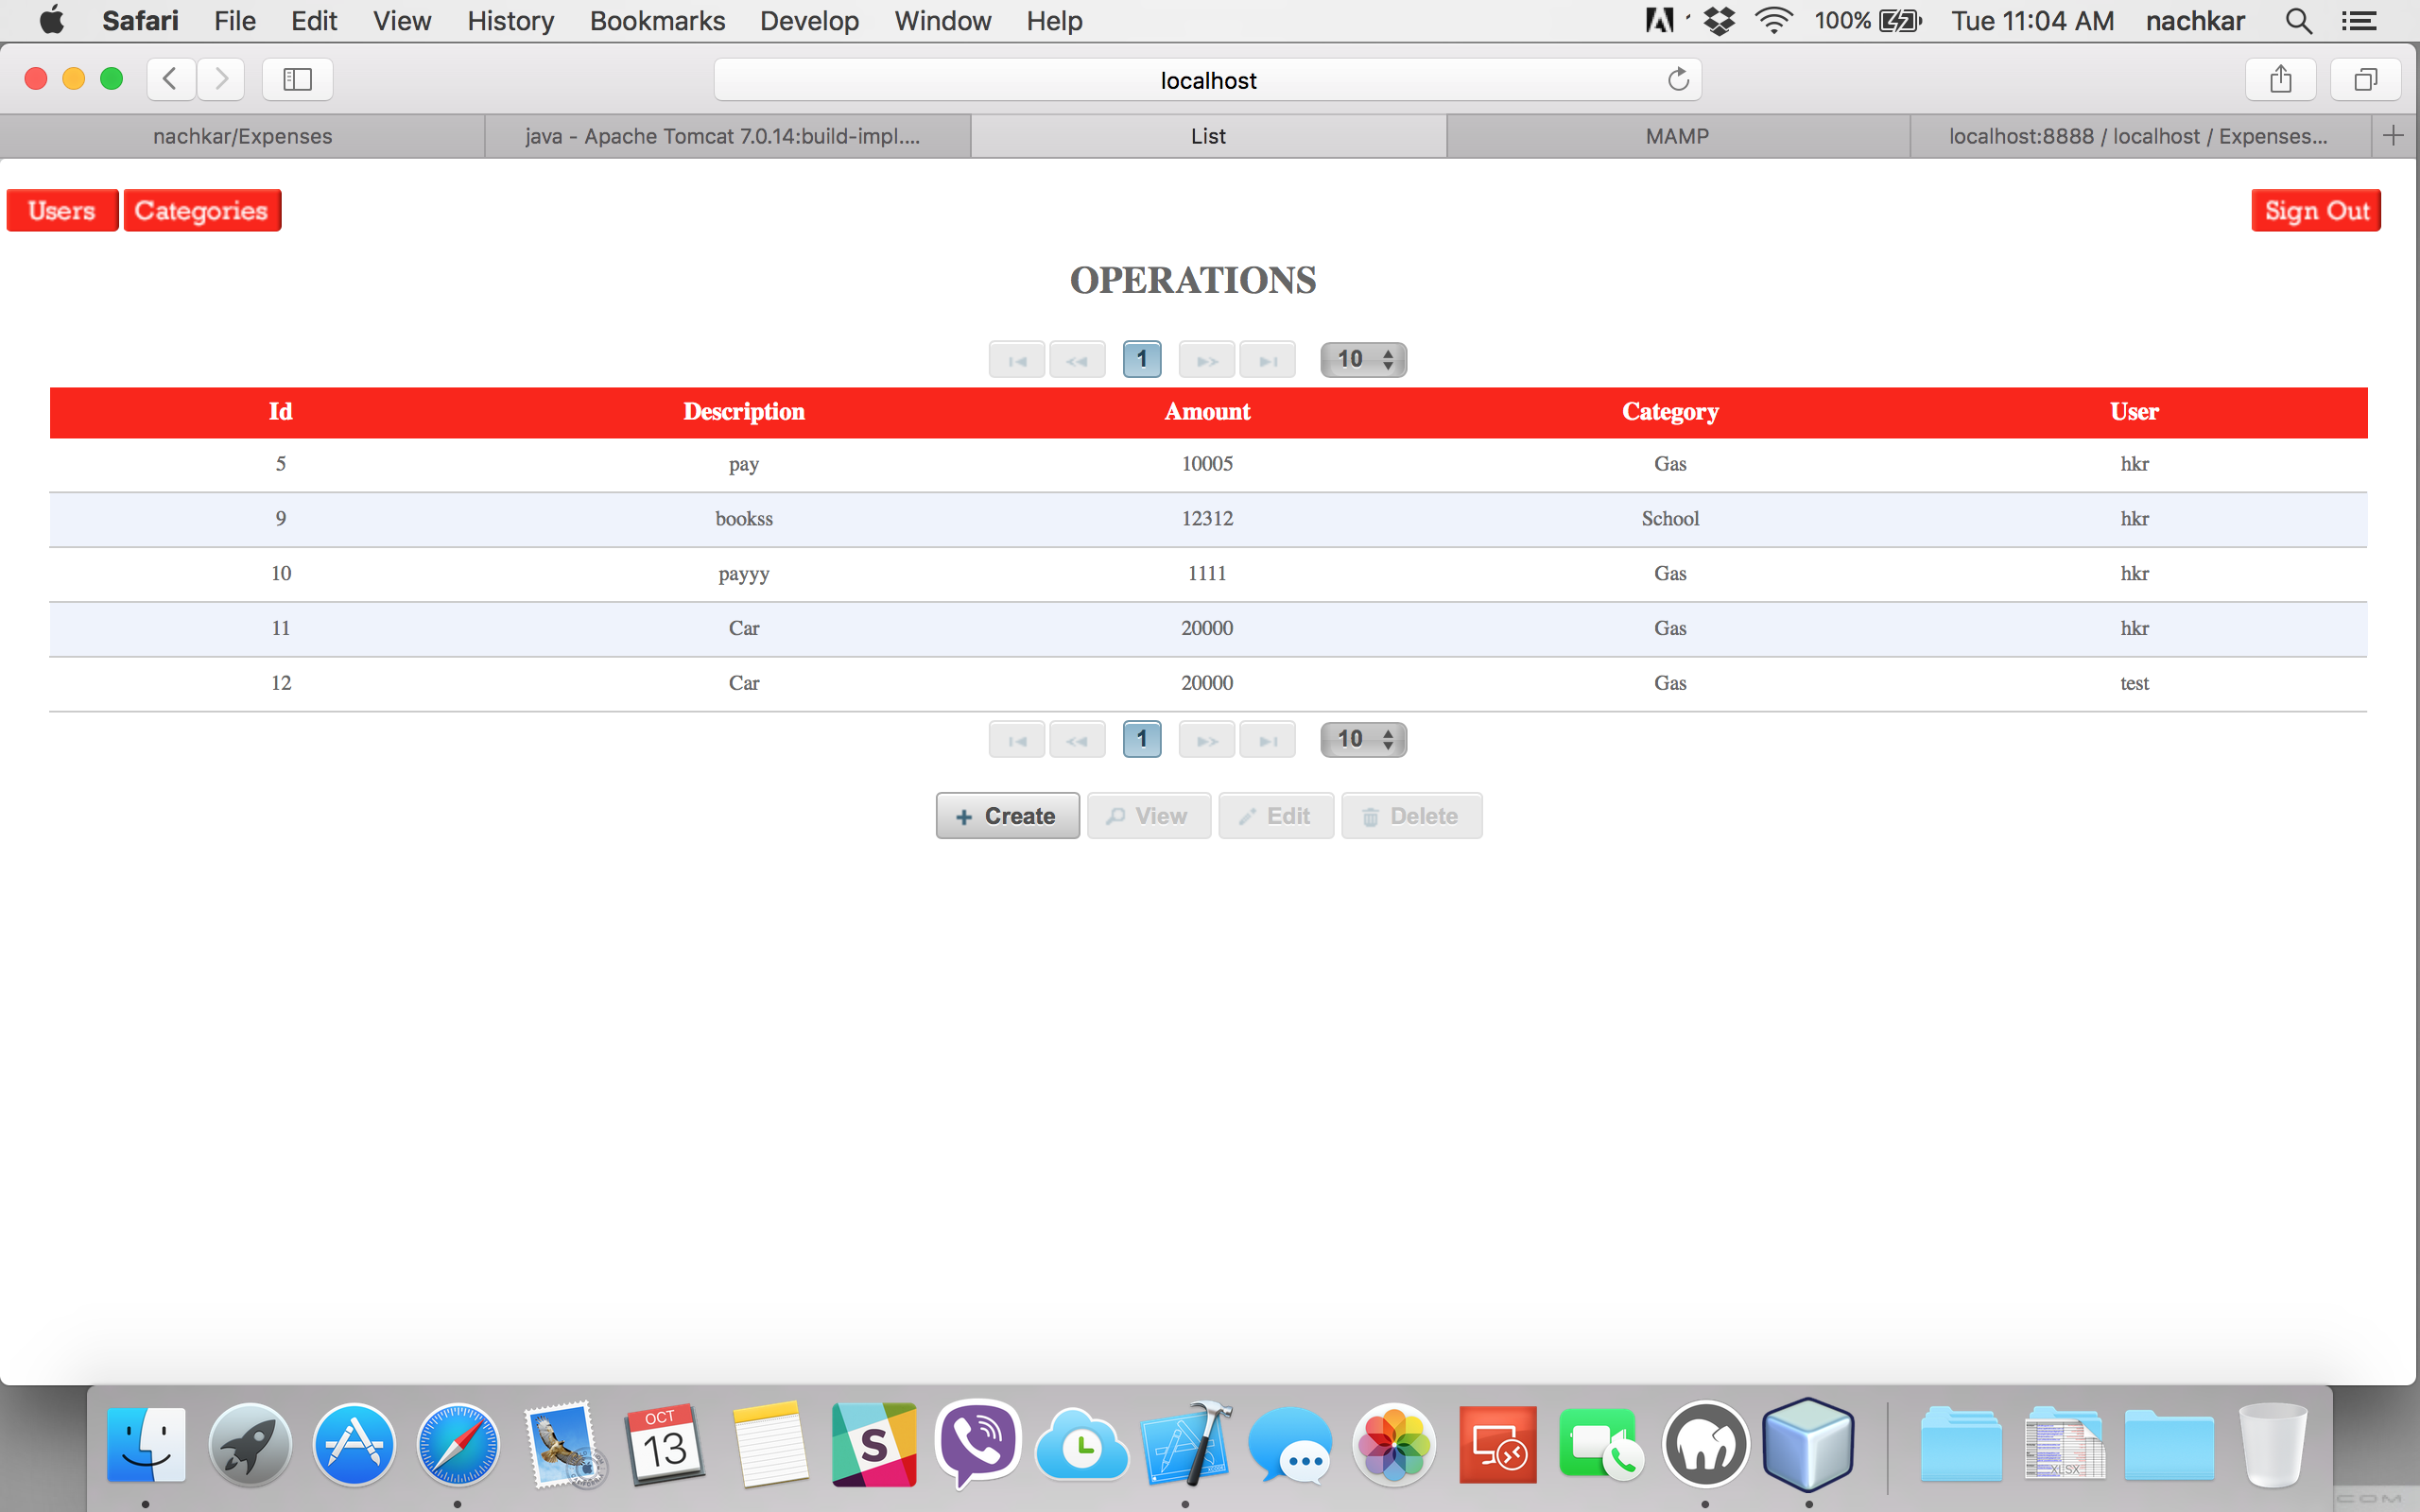 Safari File Edit View History Bookmarks Develop Window Help 100% Tue 11:04 AM nachkar
localhost
nachkar/Expenses java - Apache Tomcat 7.0.14:build-impl.... List MAMP localhost:8888 / localhost / Expenses...
Users Categories Sign Out
OPERATIONS
1 10
Id Description Amount Category User
5 pay 10005 Gas hkr
9 bookss 12312 School hkr
10 payyy 1111 Gas hkr
11 Car 20000 Gas hkr
12 Car 20000 Gas test
1 10
Create View Edit Delete
OCT
13
S
XLSX
COM